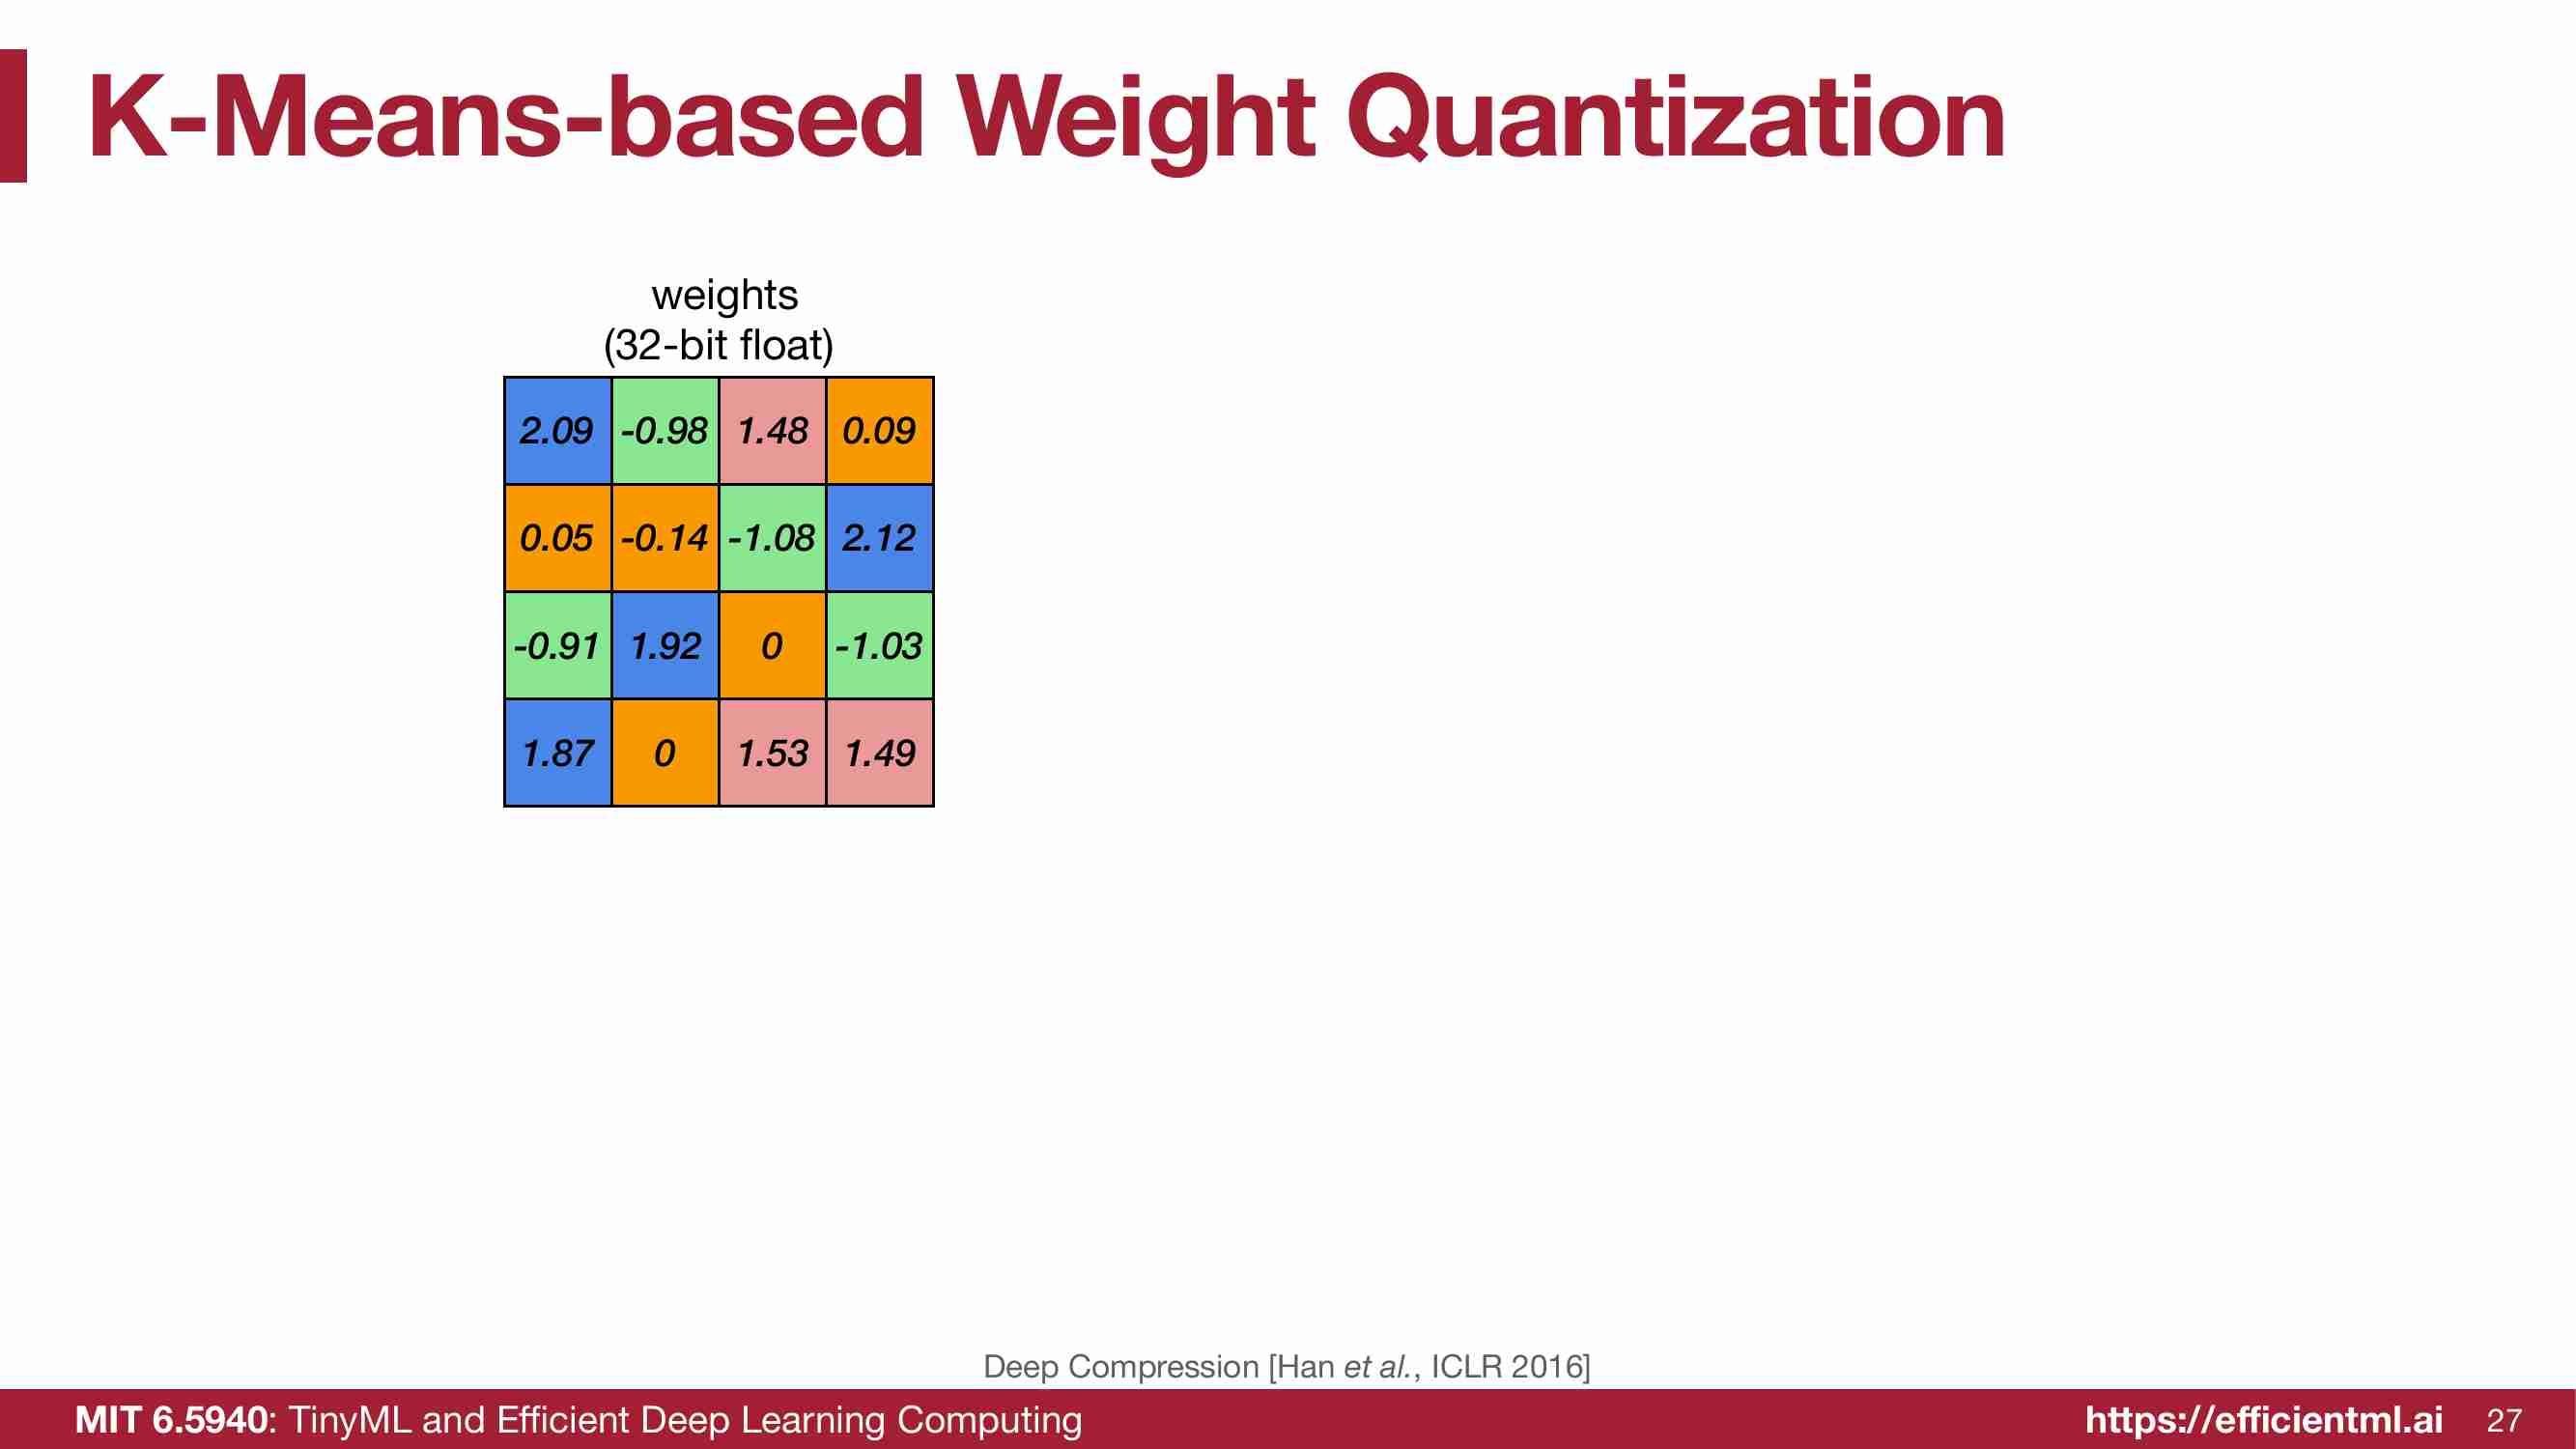 K-Means-based Weight Quantization
weights
(32-bit float)
2.09 -0.98 1.48 0.09
0.05 -0.14 -1.08 2.12
-0.91 1.92 0 -1.03
1.87 0 1.53 1.49
Deep Compression [Han et al., ICLR 2016]
MIT 6.5940: TinyML and Efficient Deep Learning Computing https://efficientml.ai 27